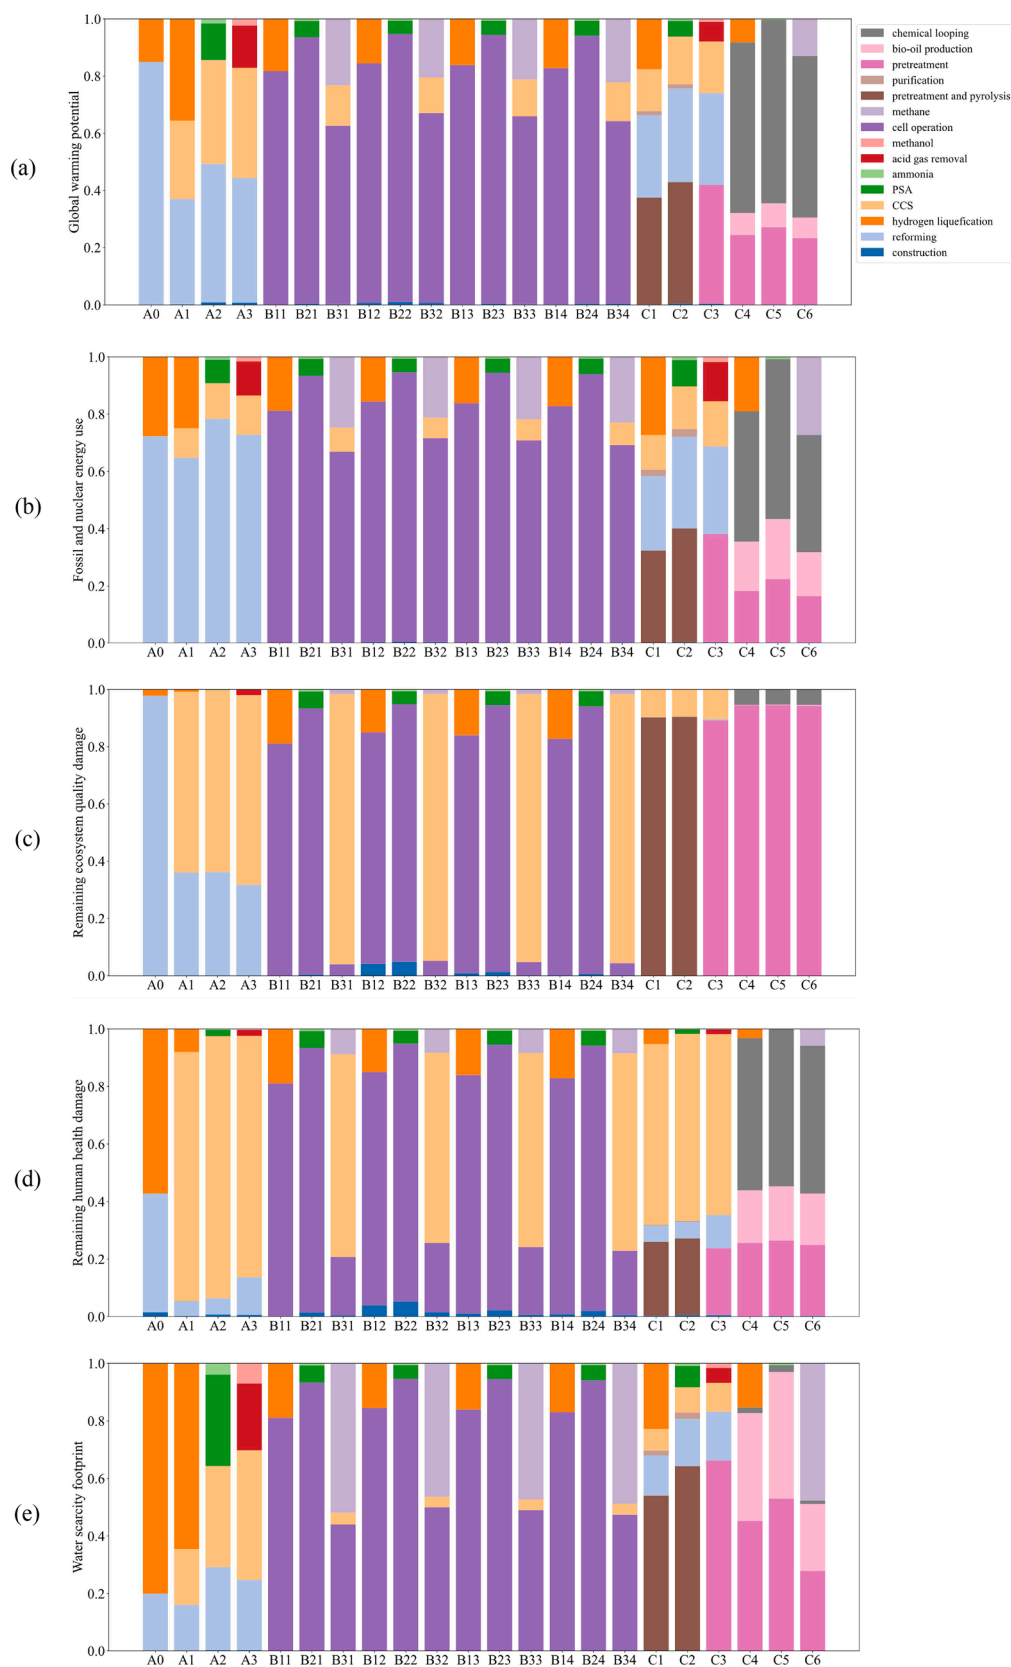 (a)
Global warming potential
1.0
0.8
0.6
0.4
0.2
0.0
A0 A1 A2 A3 B11 B21 B31 B12 B22 B32 B13 B23 B33 B14 B24 B34 C1 C2 C3 C4 C5 C6
chemical looping
bio-oil production
pretreatment
purification
pretreatment and pyrolysis
methane
cell operation
methanol
acid gas removal
ammonia
PSA
CCS
hydrogen liquefication
reforming
construction
(b)
Fossil and nuclear energy use
1.0
0.8
0.6
0.4
0.2
0.0
A0 A1 A2 A3 B11 B21 B31 B12 B22 B32 B13 B23 B33 B14 B24 B34 C1 C2 C3 C4 C5 C6
(c)
Remaining ecosystem quality damage
1.0
0.8
0.6
0.4
0.2
0.0
A0 A1 A2 A3 B11 B21 B31 B12 B22 B32 B13 B23 B33 B14 B24 B34 C1 C2 C3 C4 C5 C6
(d)
Remaining human health damage
1.0
0.8
0.6
0.4
0.2
0.0
A0 A1 A2 A3 B11 B21 B31 B12 B22 B32 B13 B23 B33 B14 B24 B34 C1 C2 C3 C4 C5 C6
(e)
Water scarcity footprint
1.0
0.8
0.6
0.4
0.2
0.0
A0 A1 A2 A3 B11 B21 B31 B12 B22 B32 B13 B23 B33 B14 B24 B34 C1 C2 C3 C4 C5 C6